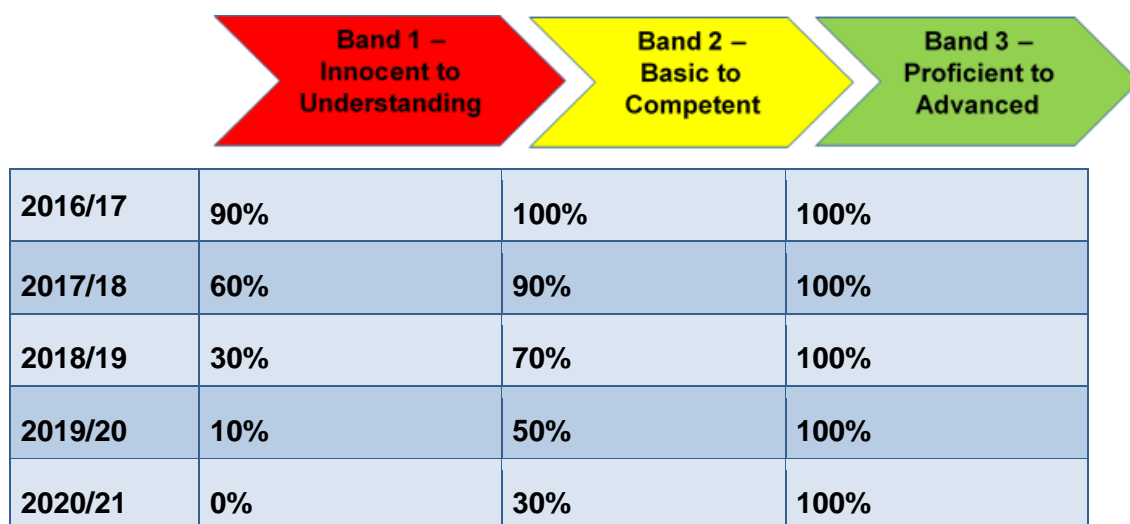 Band 1 –
Innocent to
Understanding
Band 2 –
Basic to
Competent
Band 3 –
Proficient to
Advanced
2016/17 90% 100% 100%
2017/18 60% 90% 100%
2018/19 30% 70% 100%
2019/20 10% 50% 100%
2020/21 0% 30% 100%